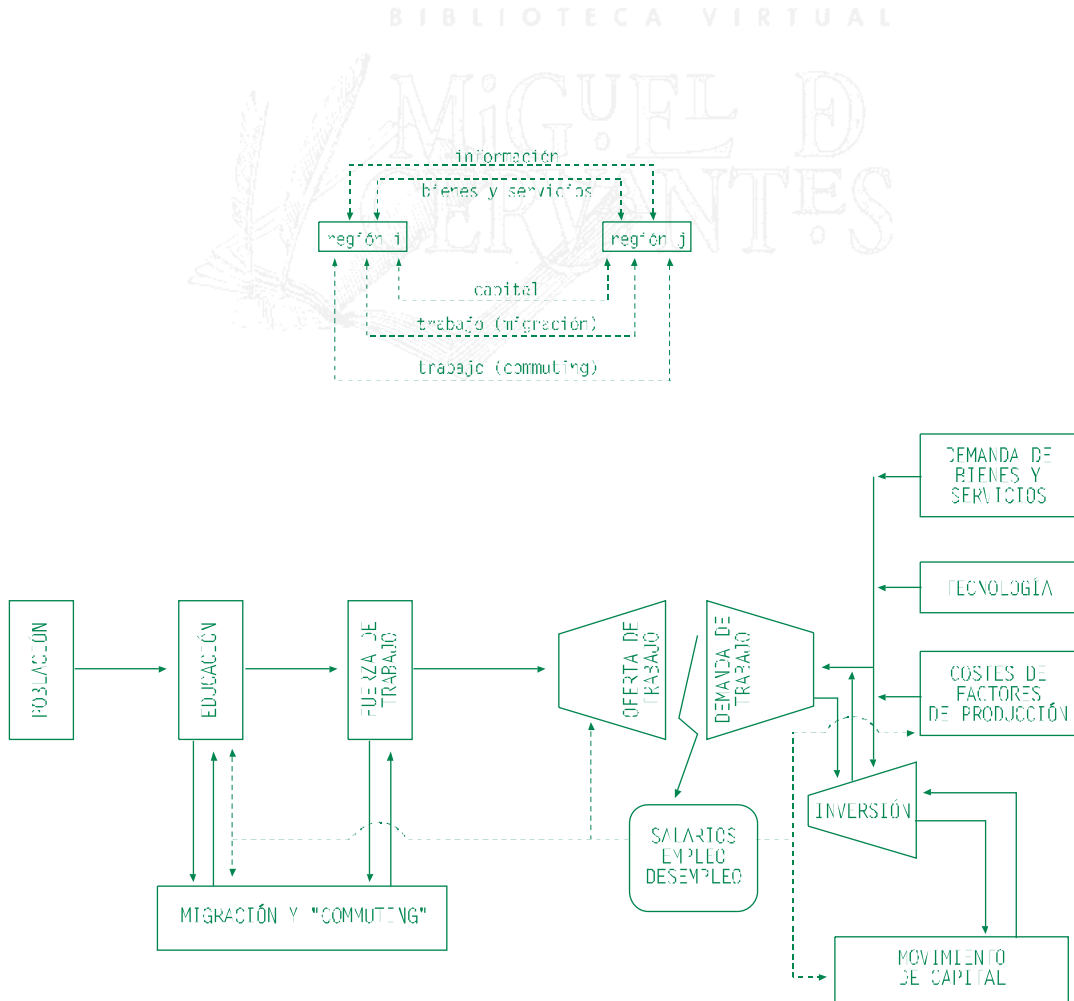 BIBLIOTECA VIRTUAL
MIGUEL DE
CERVANTES
información
bienes y servicios
región i
región j
capital
trabajo (migración)
trabajo (commuting)
DEMANDA DE
BIENES Y
SERVICIOS
TECNOLOGÍA
COSTES DE
FACTORES
DE PRODUCCIÓN
POBLACIÓN
EDUCACIÓN
FUERZA DE
TRABAJO
OFERTA DE
TRABAJO
DEMANDA DE
TRABAJO
INVERSIÓN
SALARIOS
EMPLEO
DESEMPLEO
MIGRACIÓN Y "COMMUTING"
MOVIMIENTO
DE CAPITAL